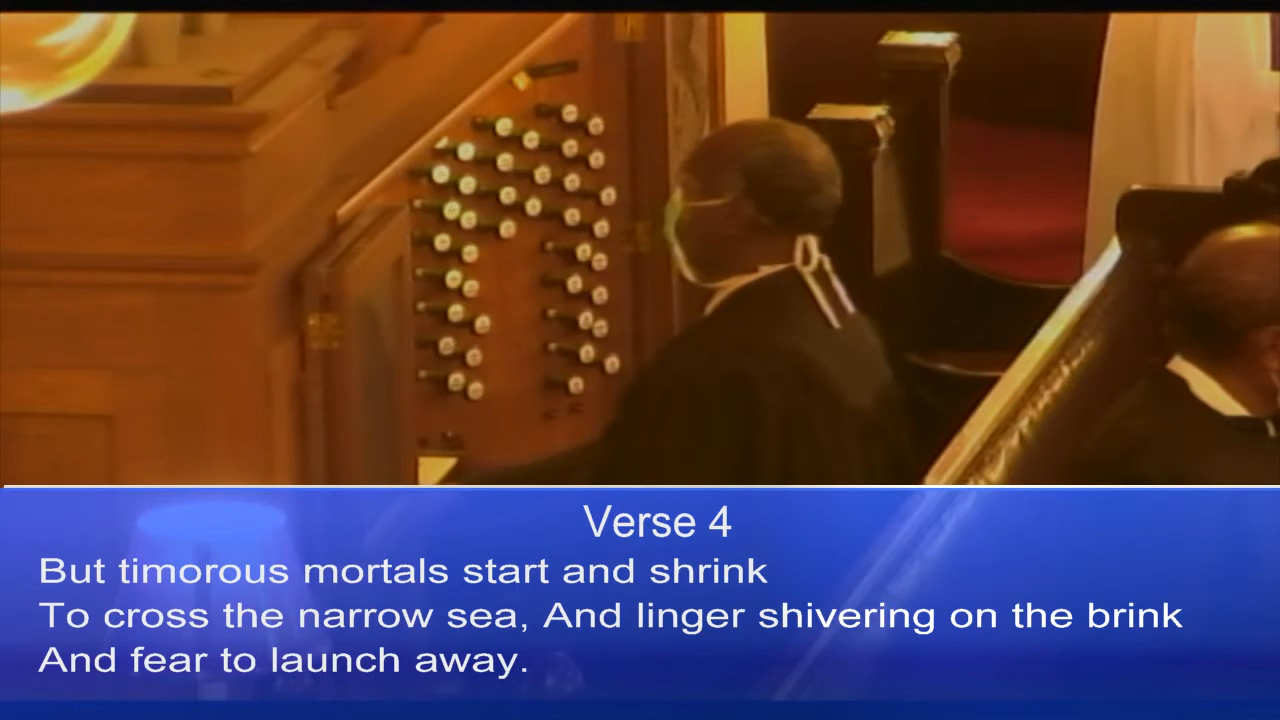 Verse 4
But timorous mortals start and shrink
To cross the narrow sea, And linger shivering on the brink
And fear to launch away.